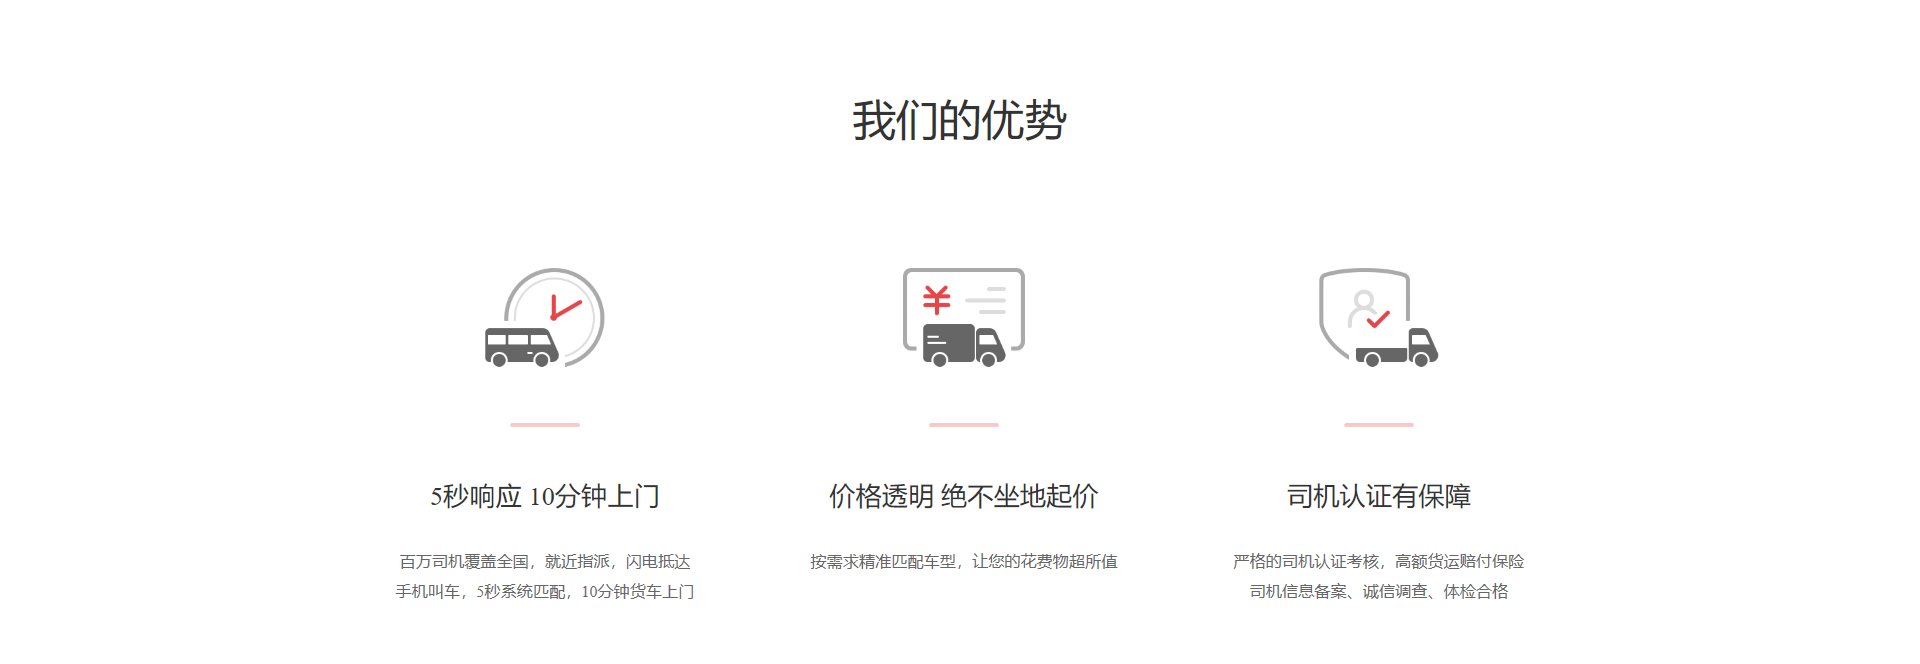 我们的优势
5秒响应 10分钟上门
百万司机覆盖全国，就近指派，闪电抵达
手机叫车，5秒系统匹配，10分钟货车上门
价格透明 绝不坐地起价
按需求精准匹配车型，让您的花费物超所值
司机认证有保障
严格的司机认证考核，高额货运赔付保险
司机信息备案、诚信调查、体检合格